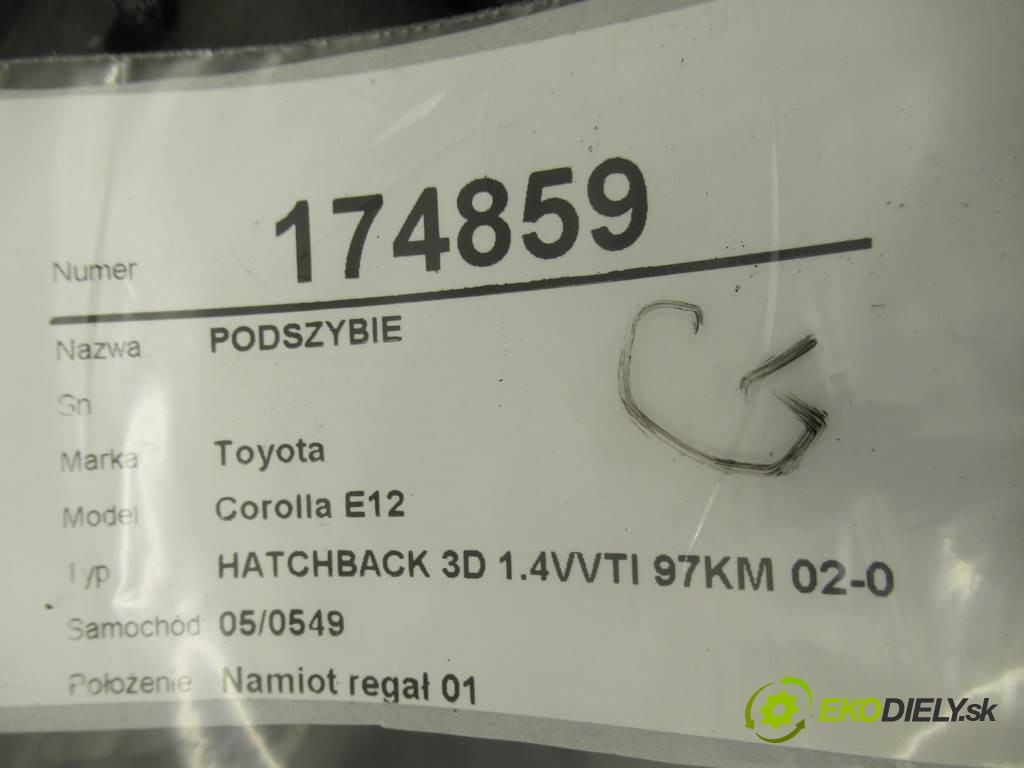 Numer 174859
Nazwa PODSZYBIE
Sn
Marka Toyota
Model Corolla E12
Typ HATCHBACK 3D 1.4VVTI 97KM 02-0
Samochód 05/0549
Położenie Namiot regał 01
G
EKODIELY.sk